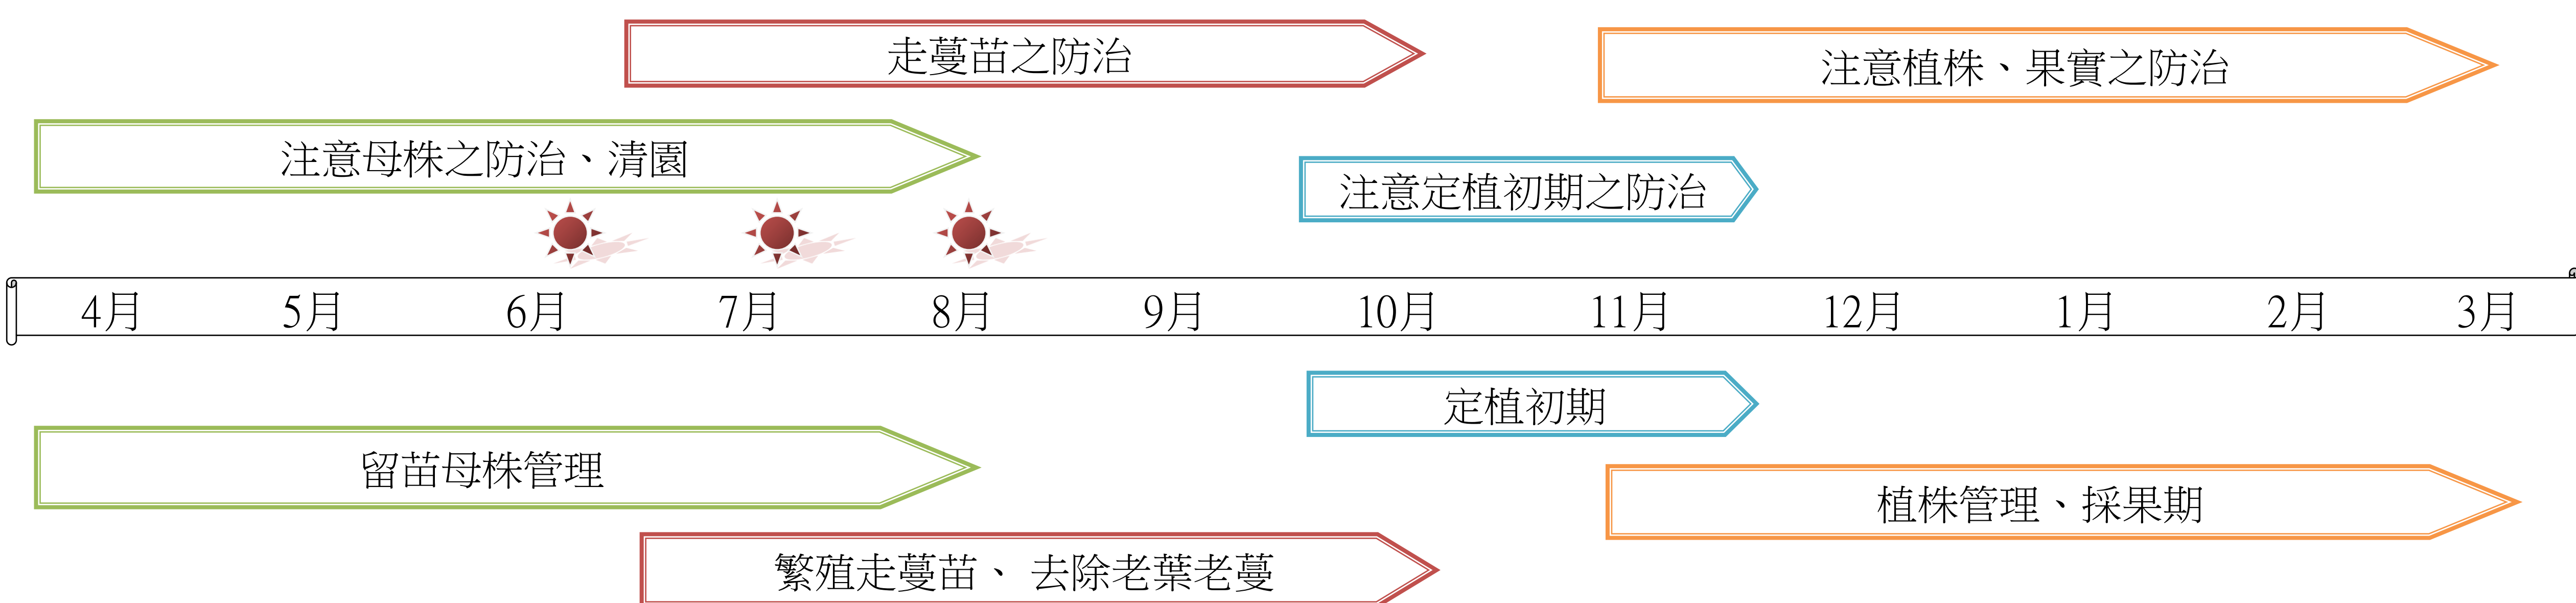 走蔓苗之防治
注意植株、果實之防治
注意母株之防治、清園
注意定植初期之防治
4月 5月 6月 7月 8月 9月 10月 11月 12月 1月 2月 3月
定植初期
留苗母株管理
植株管理、採果期
繁殖走蔓苗、 去除老葉老蔓